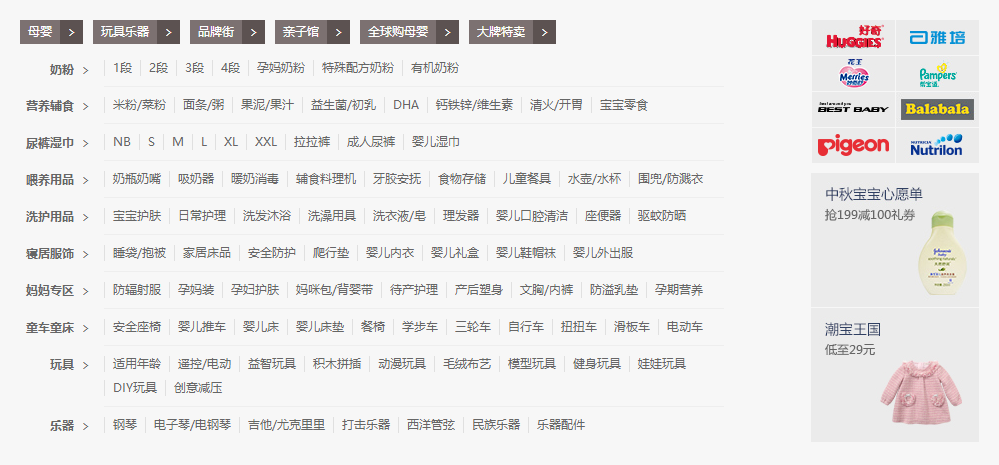 母婴 > 玩具乐器 > 品牌街 > 亲子馆 > 全球购母婴 > 大牌特卖 >
奶粉 > 1段 2段 3段 4段 孕妈奶粉 特殊配方奶粉 有机奶粉
营养辅食 > 米粉/菜粉 面条/粥 果泥/果汁 益生菌/初乳 DHA 钙铁锌/维生素 清火/开胃 宝宝零食
尿裤湿巾 > NB S M L XL XXL 拉拉裤 成人尿裤 婴儿湿巾
喂养用品 > 奶瓶奶嘴 吸奶器 暖奶消毒 辅食料理机 牙胶安抚 食物存储 儿童餐具 水壶/水杯 围兜/防溅衣
洗护用品 > 宝宝护肤 日常护理 洗发沐浴 洗澡用具 洗衣液/皂 理发器 婴儿口腔清洁 座便器 驱蚊防晒
寝居服饰 > 睡袋/抱被 家居床品 安全防护 爬行垫 婴儿内衣 婴儿礼盒 婴儿鞋帽袜 婴儿外出服
妈妈专区 > 防辐射服 孕妈装 孕妇护肤 妈咪包/背婴带 待产护理 产后塑身 文胸/内裤 防溢乳垫 孕期营养
童车童床 > 安全座椅 婴儿推车 婴儿床 婴儿床垫 餐椅 学步车 三轮车 自行车 扭扭车 滑板车 电动车
玩具 > 适用年龄 遥控/电动 益智玩具 积木拼插 动漫玩具 毛绒布艺 模型玩具 健身玩具 娃娃玩具
DIY玩具 创意减压
乐器 > 钢琴 电子琴/电钢琴 吉他/尤克里里 打击乐器 西洋管弦 民族乐器 乐器配件
好奇
HUGGIES
雅培
花王
Merries
Pampers
帮宝适
BEST BABY
Balabala
Pigeon
NUTRICIA
Nutrilon
中秋宝宝心愿单
抢199减100礼券
Johnson's
baby
潮宝王国
低至29元